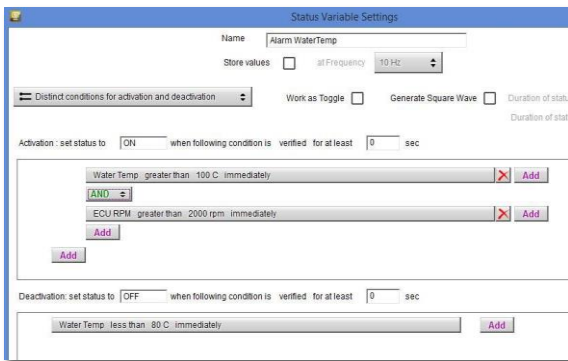 Status Variable Settings
Name Alarm WaterTemp
Store values at Frequency 10 Hz
Distinct conditions for activation and deactivation Work as Toggle Generate Square Wave Duration of statu
Duration of stat
Activation : set status to ON when following condition is verified for at least 0 sec
Water Temp greater than 100 C immediately Add
AND
ECU RPM greater than 2000 rpm immediately Add
Add
Add
Deactivation: set status to OFF when following condition is verified for at least 0 sec
Water Temp less than 80 C immediately Add